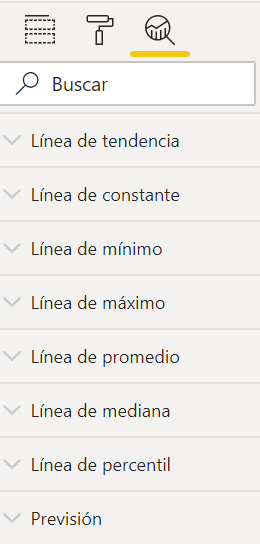 Buscar
Línea de tendencia
Línea de constante
Línea de mínimo
Línea de máximo
Línea de promedio
Línea de mediana
Línea de percentil
Previsión